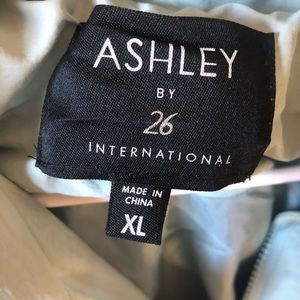 ASHLEY
BY
26
INTERNATIONAL
MADE IN
CHINA
XL